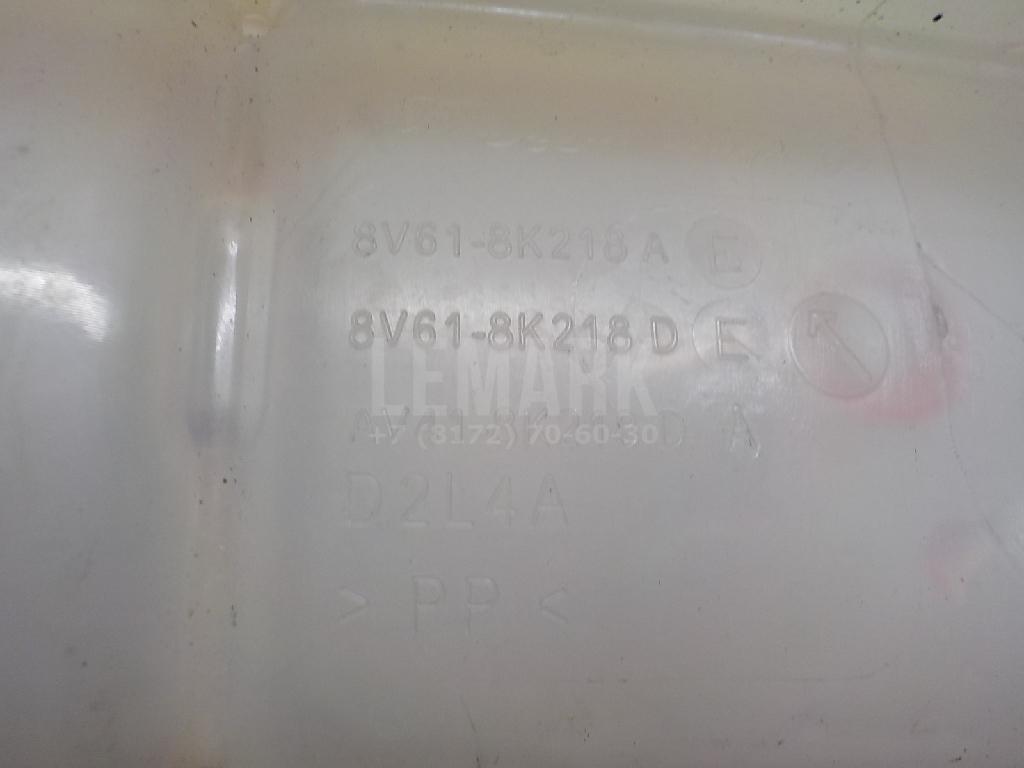 8V61-8K218 A E
8V61-8K218 D E
LEMARK
+7 (3172) 70-60-30
D A
D2L4A
> PP <